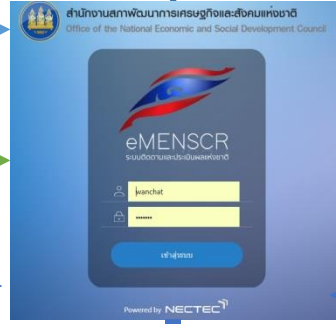 สำนักงานสภาพัฒนาการเศรษฐกิจและสังคมแห่งชาติ
Office of the National Economic and Social Development Council
eMENSCR
ระบบติดตามและประเมินผลแห่งชาติ
wanchat
เข้าสู่ระบบ
Powered by NECTEC